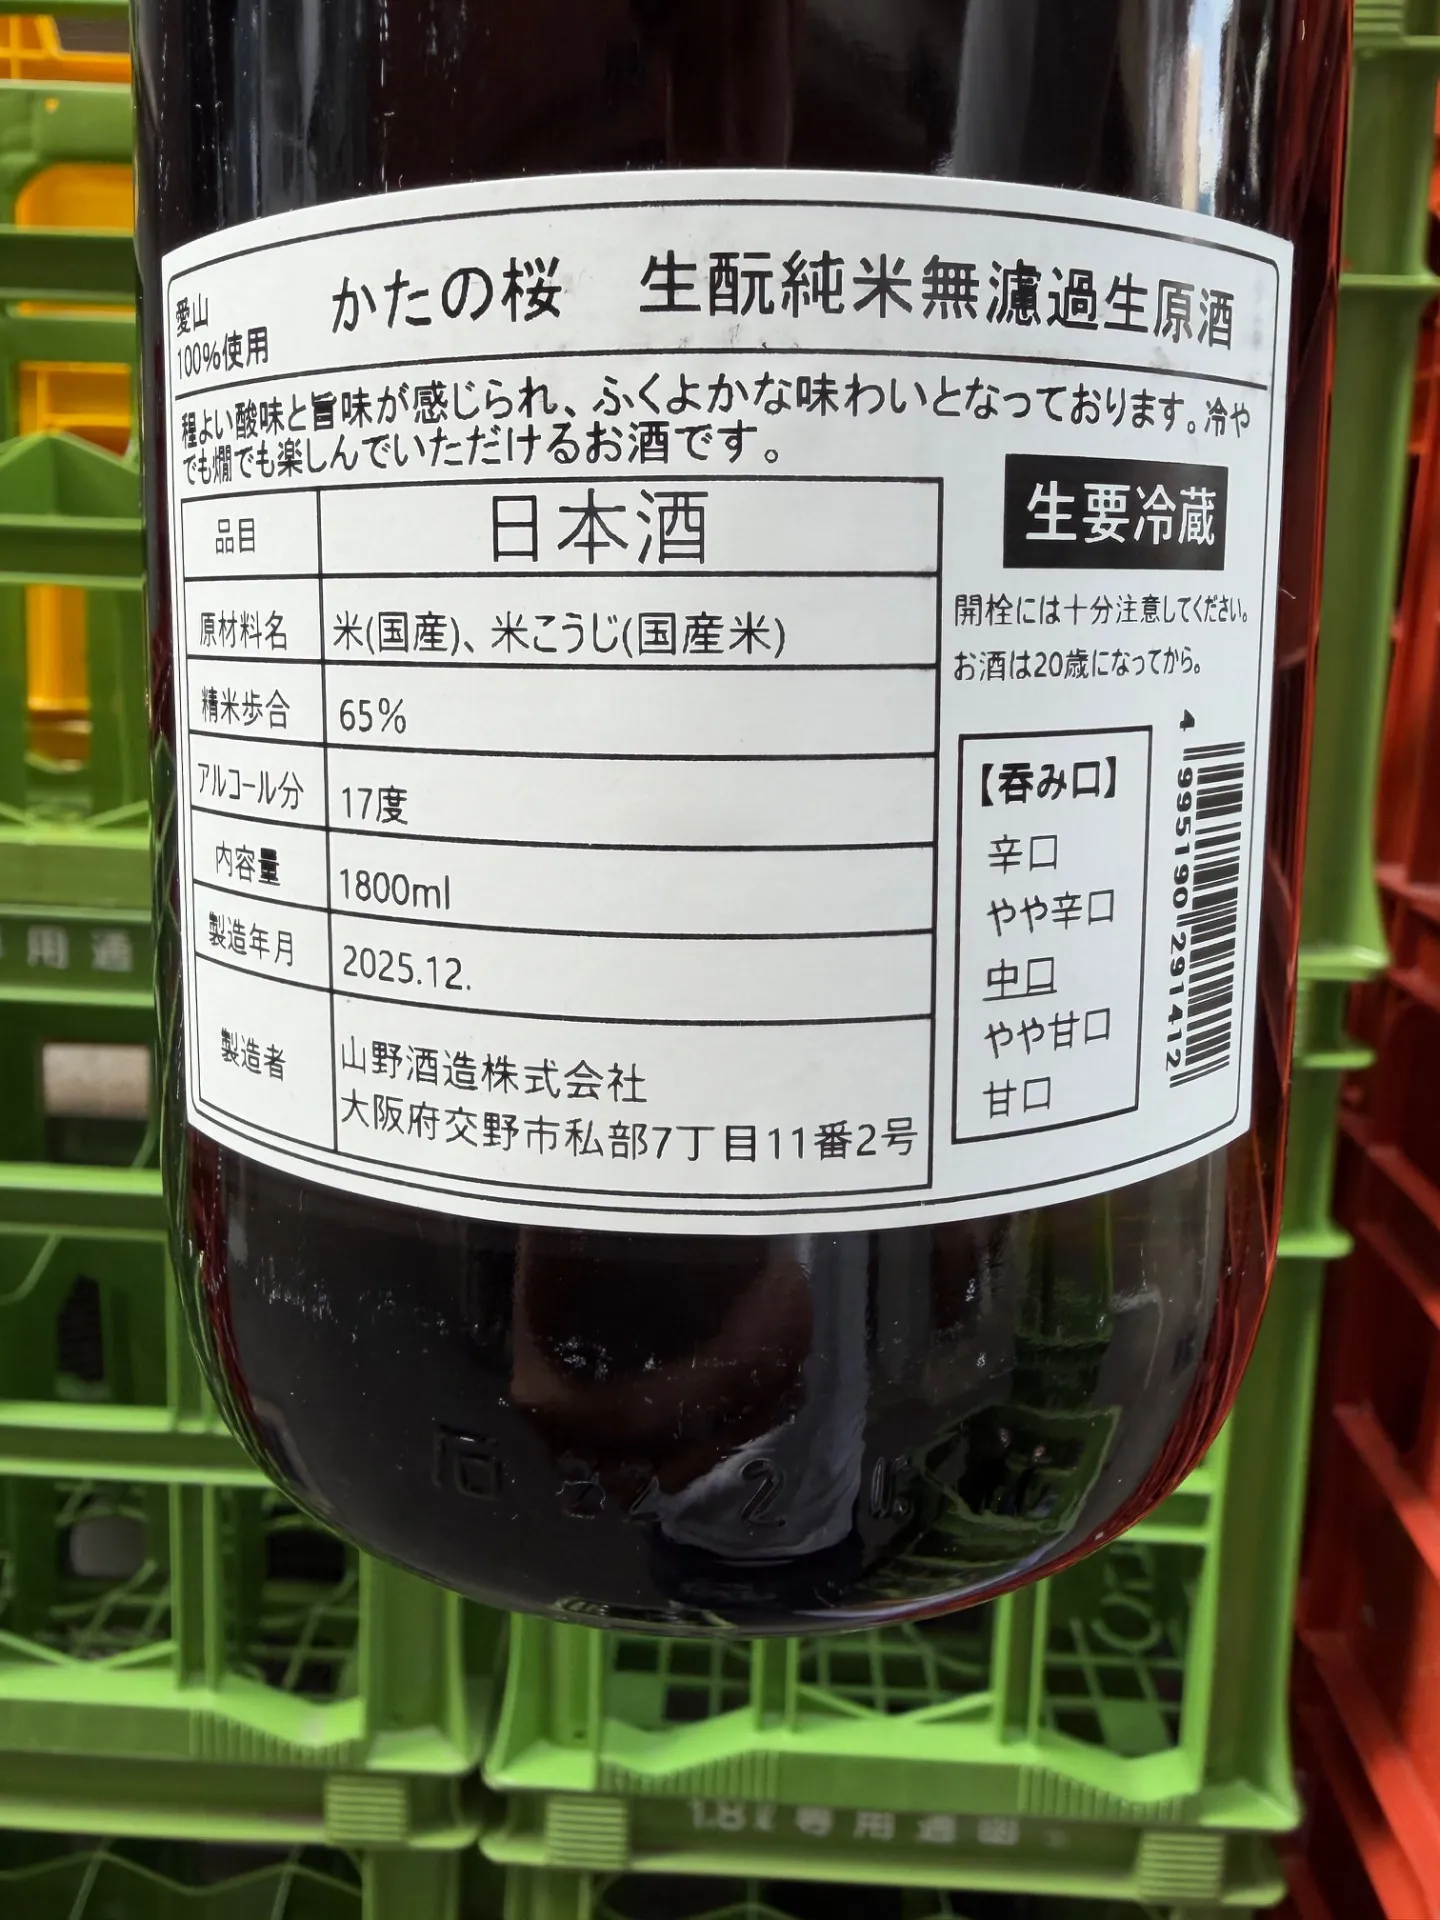 愛山
100%使用
かたの桜　生酛純米無濾過生原酒
程よい酸味と旨味が感じられ、ふくよかな味わいとなっております。冷や
でも燗でも楽しんでいただけるお酒です。
品目 日本酒
原材料名 米(国産)、米こうじ(国産米)
精米歩合 65%
アルコール分 17度
内容量 1800ml
製造年月 2025.12.
製造者 山野酒造株式会社
大阪府交野市私部7丁目11番2号
生要冷蔵
開栓には十分注意してください。
お酒は20歳になってから。
【呑み口】
辛口
やや辛口
中口
やや甘口
甘口
4 995190 291412
用通
1.8ℓ専用通函